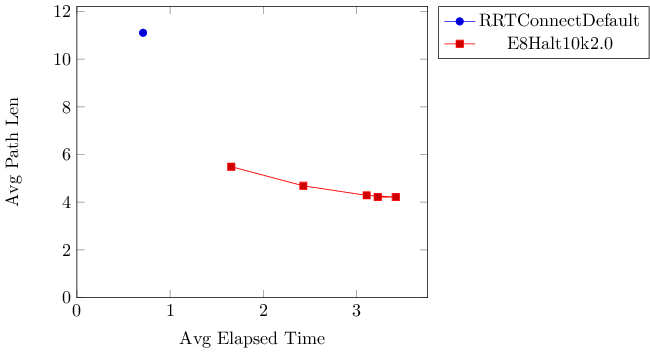 12
10
8
6
4
2
0
0 1 2 3
Avg Path Len
Avg Elapsed Time
RRTConnectDefault
E8Halt10k2.0